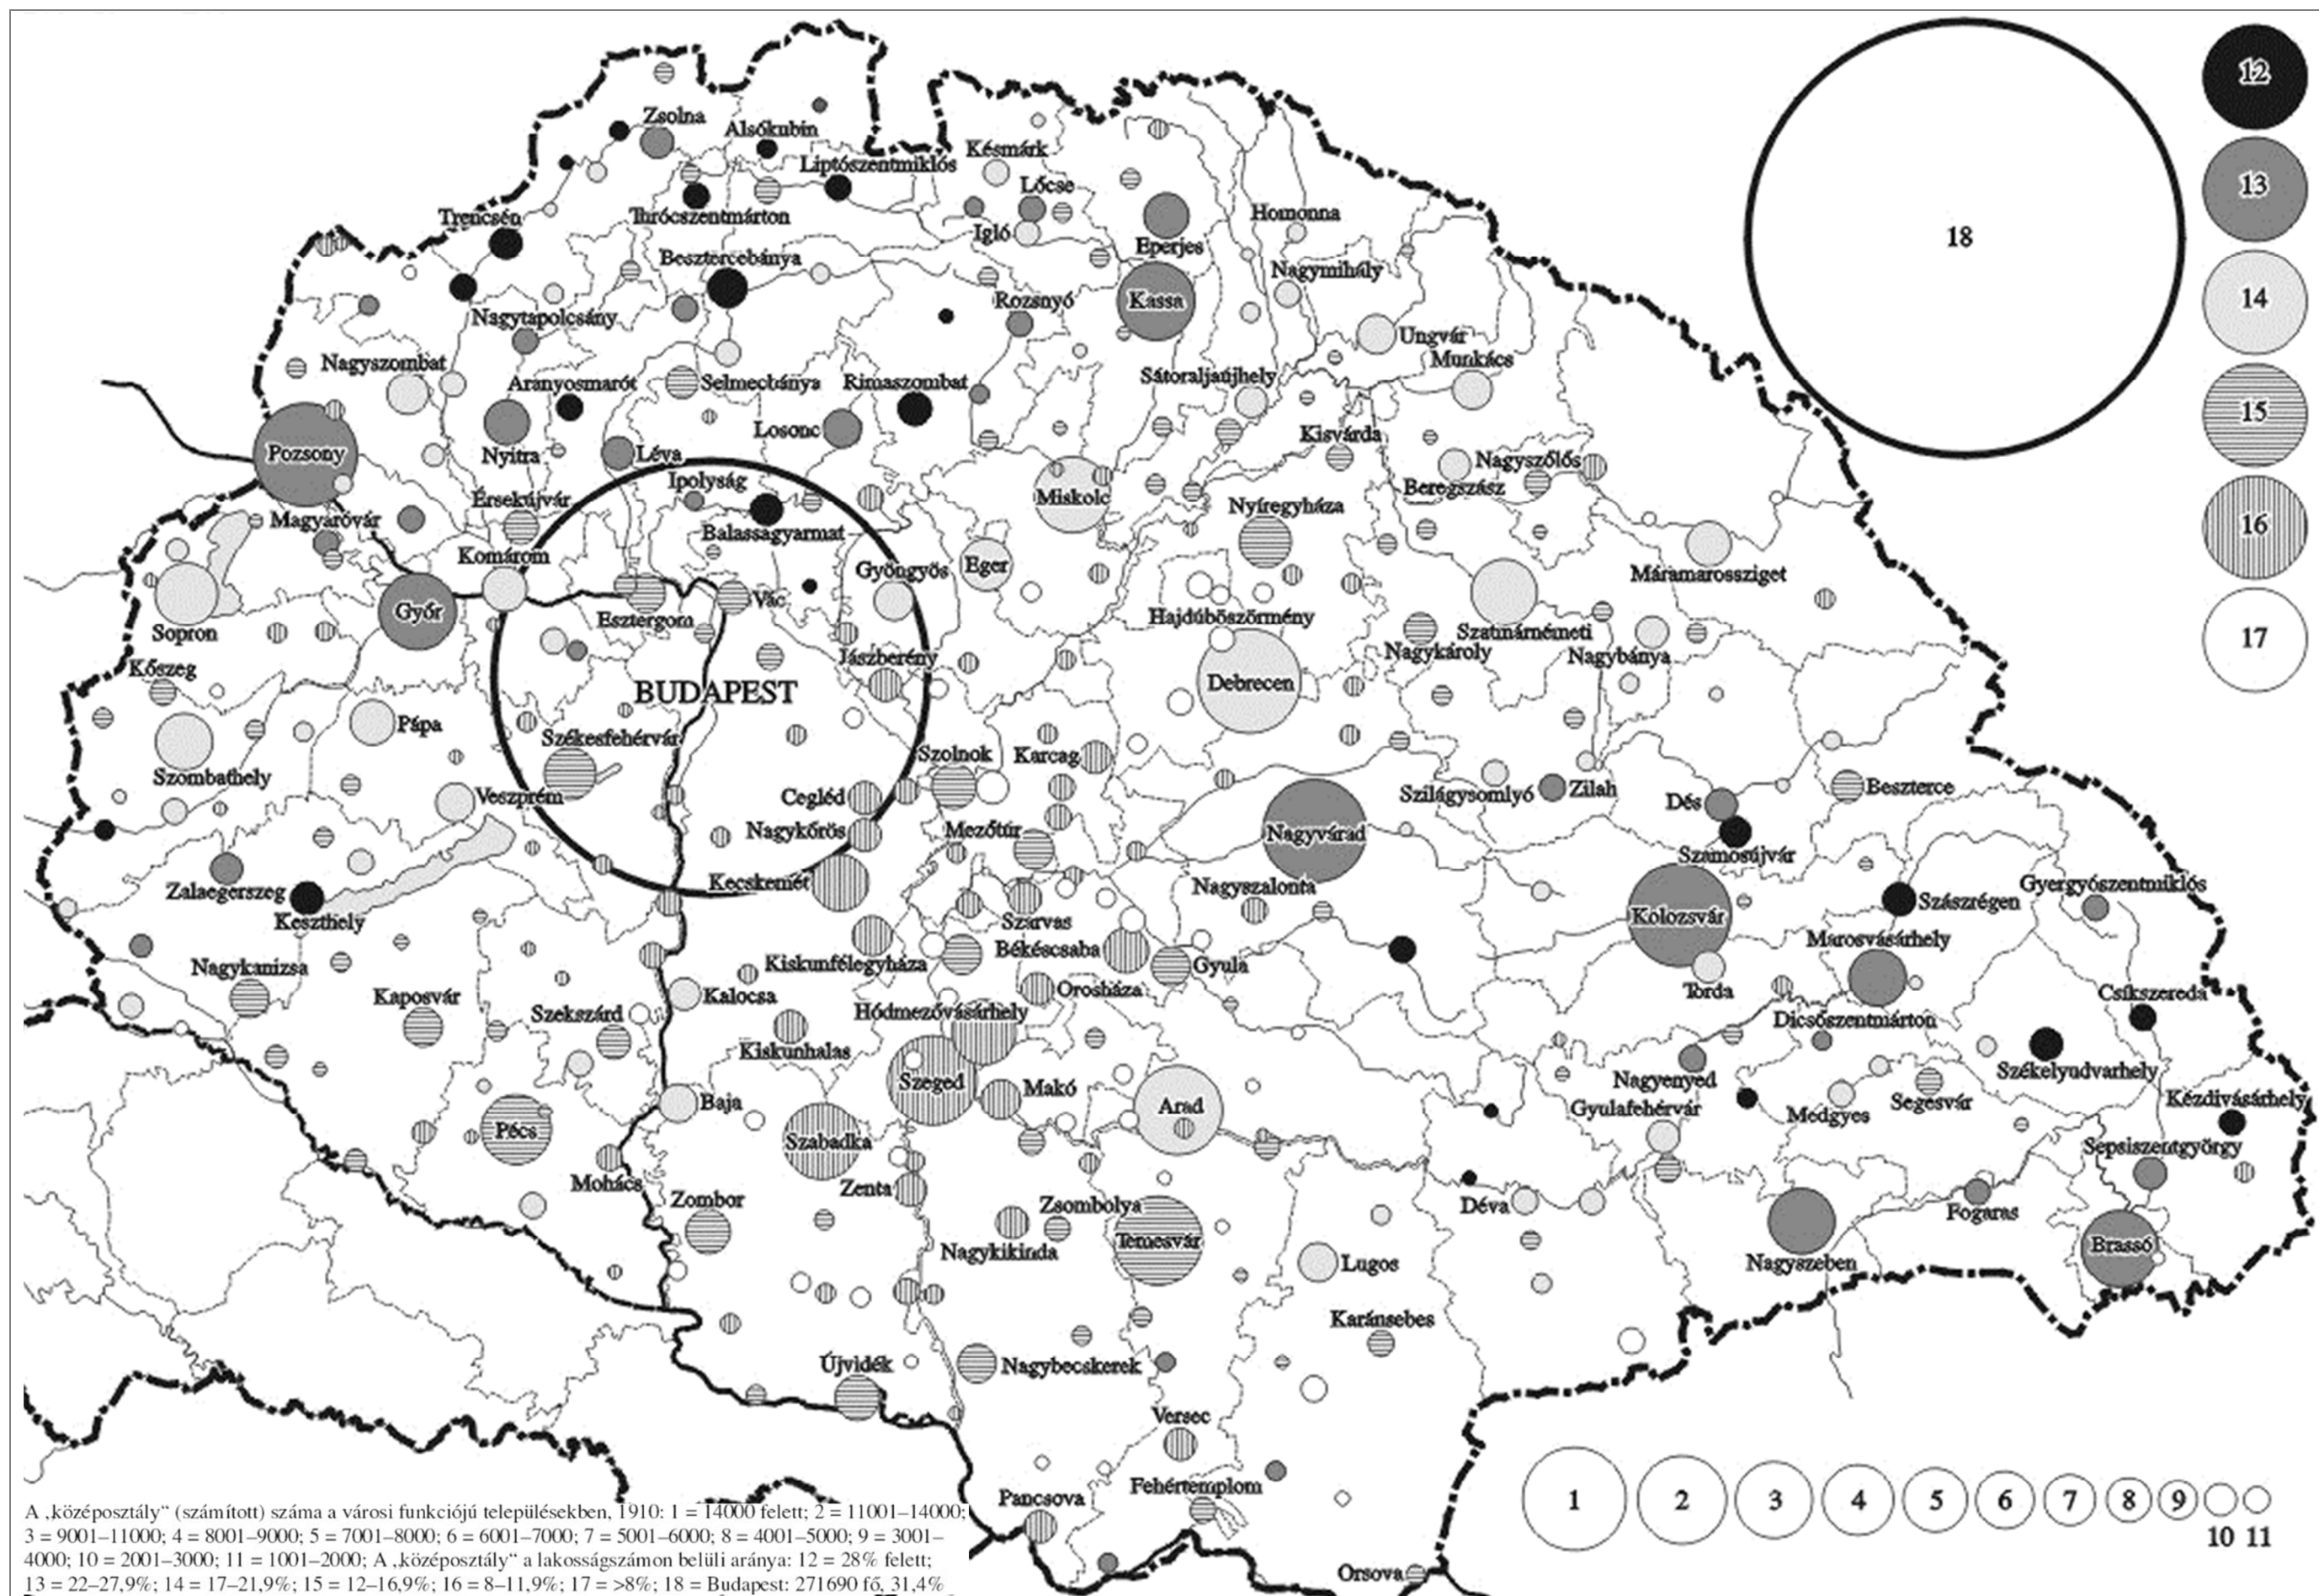 12
Zsolna
Alsókubin
Késmárk
Liptószentmiklós
13
Lőcse
Trencsén
Turócszentmárton
Homonna
Igló
18
Eperjes
Besztercebánya
Nagymihály
14
Rozsnyó
Kassa
Nagytapolcsány
Ungvár
Nagyszombat
Munkács
Aranyosmarót
Selmecbánya
Rimaszombat
Sátoraljaújhely
15
Losonc
Kisvárda
Pozsony
Nyitra
Léva
Nagyszőlős
Ipolyság
Beregszász
Érsekújvár
Miskolc
Nyíregyháza
Magyaróvár
Balassagyarmat
16
Komárom
Eger
Gyöngyös
Máramarossziget
Győr
Vác
Esztergom
Hajdúböszörmény
Sopron
Szatmárnémeti
17
Nagykároly
Nagybánya
Jászberény
Kőszeg
Debrecen
BUDAPEST
Pápa
Székesfehérvár
Szolnok
Karcag
Szombathely
Veszprém
Cegléd
Szilágysomlyó
Zilah
Beszterce
Dés
Nagykőrös
Mezőtúr
Nagyvárad
Szamosújvár
Kecskemét
Zalaegerszeg
Nagyszalonta
Gyergyószentmiklós
Keszthely
Szászrégen
Szarvas
Kolozsvár
Marosvásárhely
Békéscsaba
Kiskunfélegyháza
Nagykanizsa
Gyula
Kaposvár
Kalocsa
Orosháza
Torda
Csíkszereda
Szekszárd
Hódmezővásárhely
Dicsőszentmárton
Kiskunhalas
Székelyudvarhely
Szeged
Makó
Nagyenyed
Baja
Arad
Gyulafehérvár
Medgyes
Segesvár
Kézdivásárhely
Pécs
Szabadka
Sepsiszentgyörgy
Mohács
Zenta
Zombor
Zsombolya
Déva
Fogaras
Temesvár
Nagykikinda
Brassó
Lugos
Nagyszeben
Karánsebes
Újvidék
Nagybecskerek
Versec
Fehértemplom
Pancsova
1 2 3 4 5 6 7 8 9
10 11
Orsova
A „középosztály“ (számított) száma a városi funkciójú településekben, 1910: 1 = 14000 felett; 2 = 11001–14000;
3 = 9001–11000; 4 = 8001–9000; 5 = 7001–8000; 6 = 6001–7000; 7 = 5001–6000; 8 = 4001–5000; 9 = 3001–
4000; 10 = 2001–3000; 11 = 1001–2000; A „középosztály“ a lakosságszámon belüli aránya: 12 = 28% felett;
13 = 22–27,9%; 14 = 17–21,9%; 15 = 12–16,9%; 16 = 8–11,9%; 17 = >8%; 18 = Budapest: 271690 fő, 31,4%